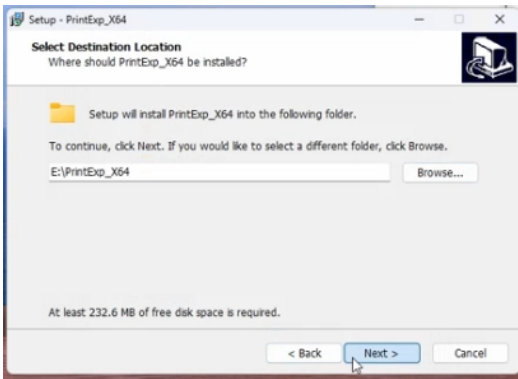 Setup - PrintExp_X64
Select Destination Location
Where should PrintExp_X64 be installed?
Setup will install PrintExp_X64 into the following folder.
To continue, click Next. If you would like to select a different folder, click Browse.
E:\PrintExp_X64
Browse...
At least 232.6 MB of free disk space is required.
< Back
Next >
Cancel